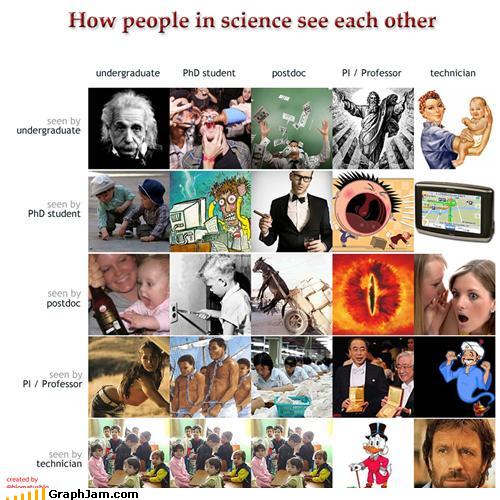 How people in science see each other
undergraduate PhD student postdoc PI / Professor technician
seen by
undergraduate
seen by
PhD student
seen by
postdoc
seen by
PI / Professor
seen by
technician
created by
GraphJam.com